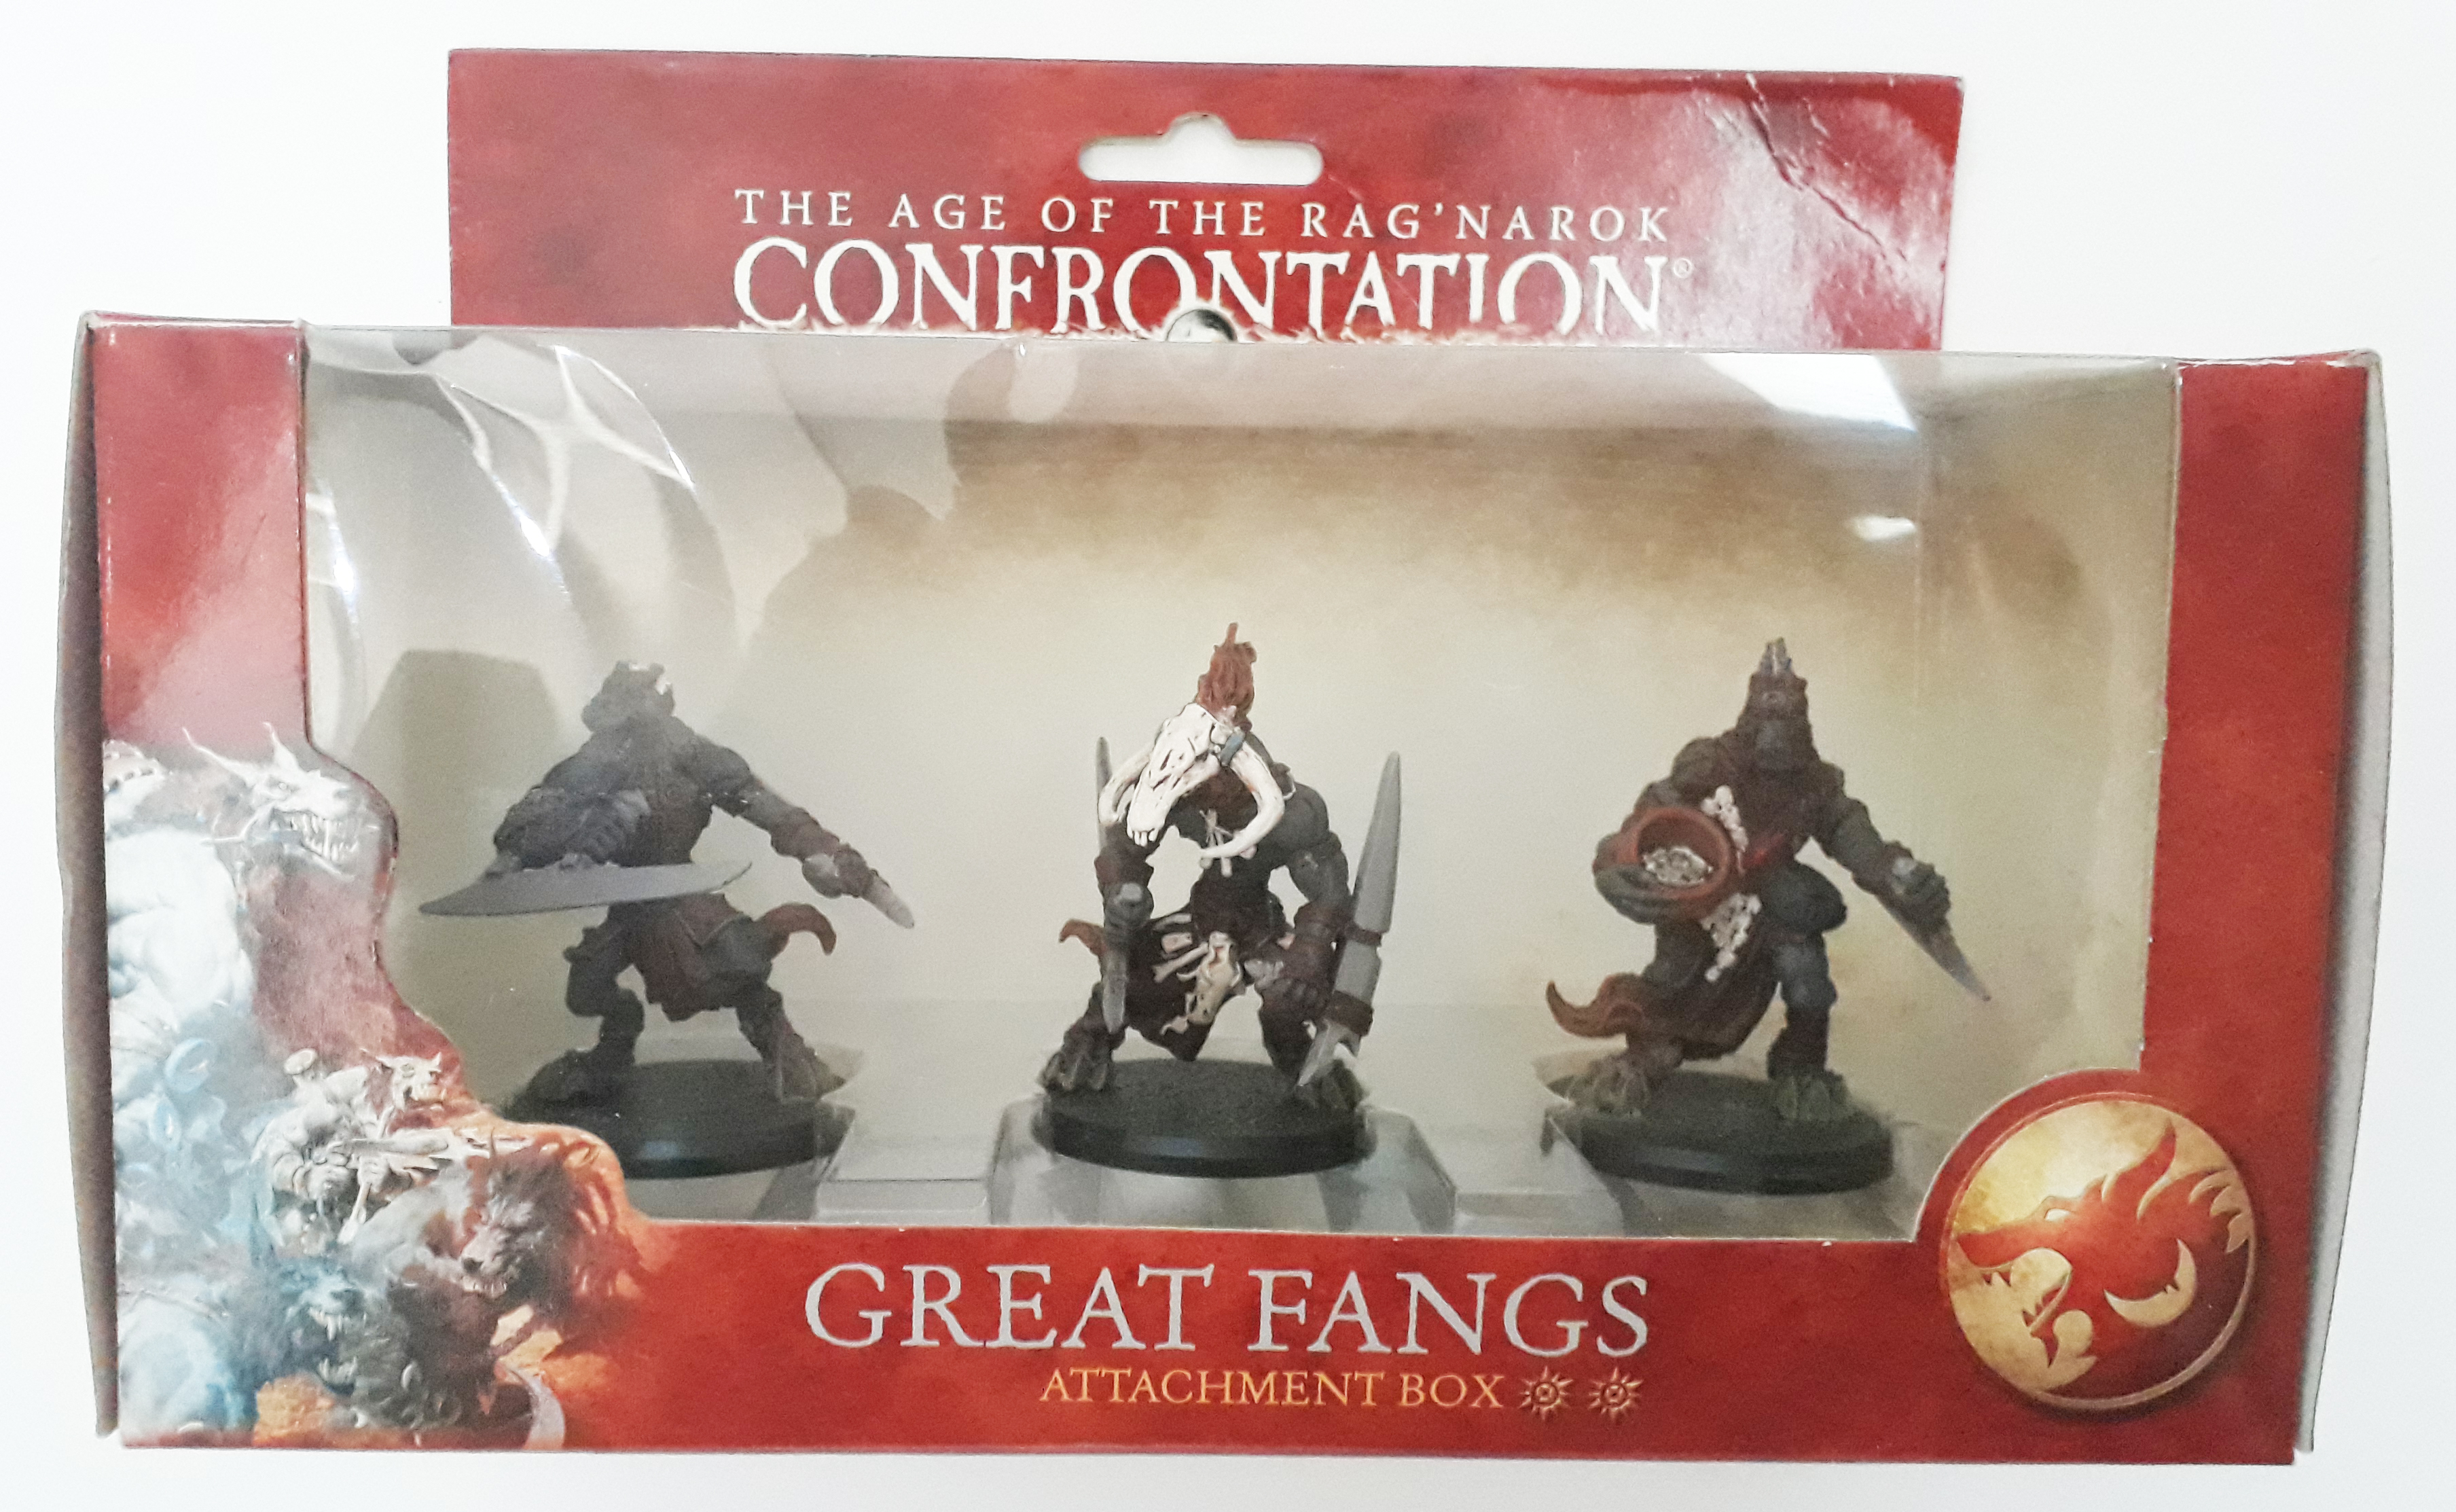 THE AGE OF THE RAG'NAROK
CONFRONTATION®
GREAT FANGS
ATTACHMENT BOX